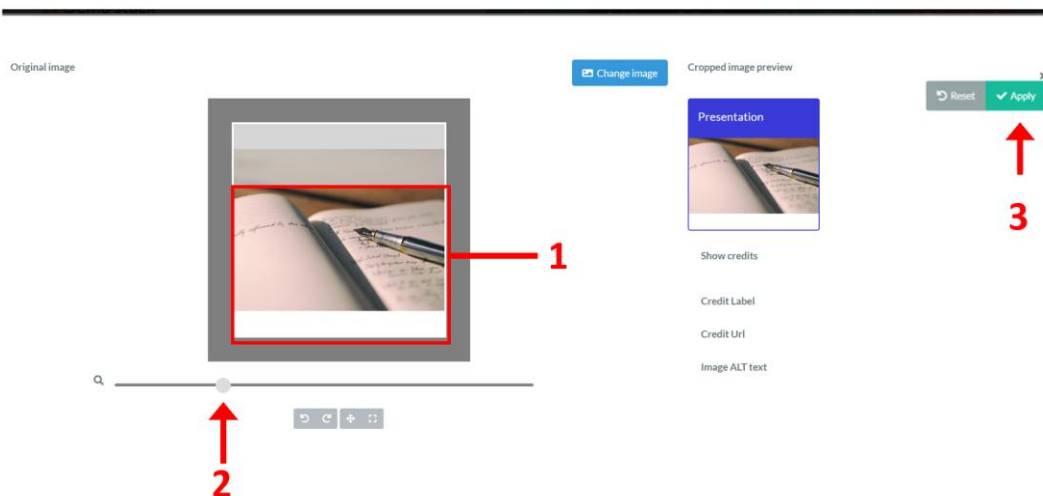 Original image
Change image
Cropped image preview
Reset
Apply
Presentation
1
3
Show credits
Credit Label
Credit Url
Image ALT text
2